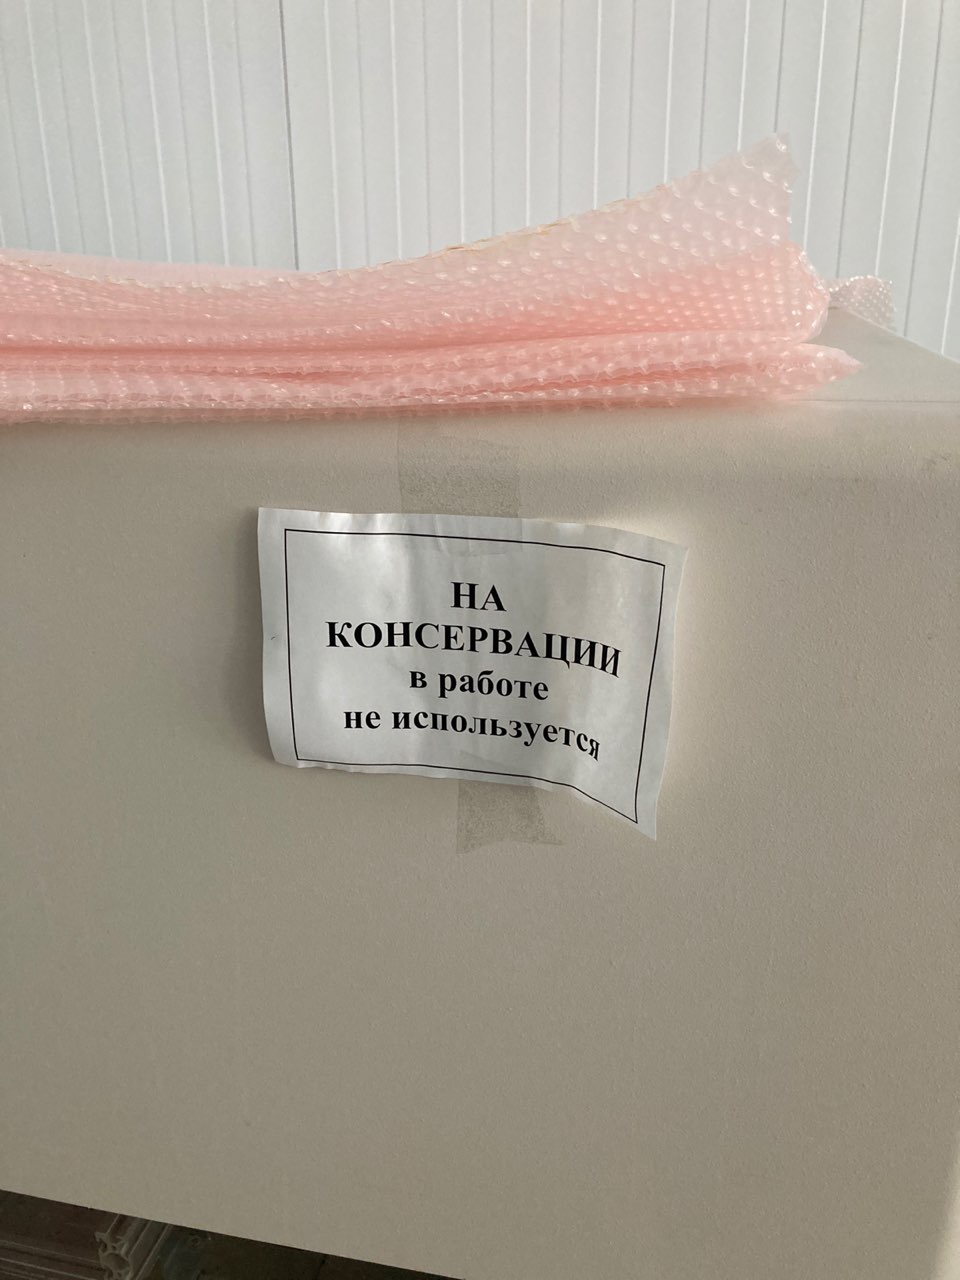 НА
КОНСЕРВАЦИИ
в работе
не используется